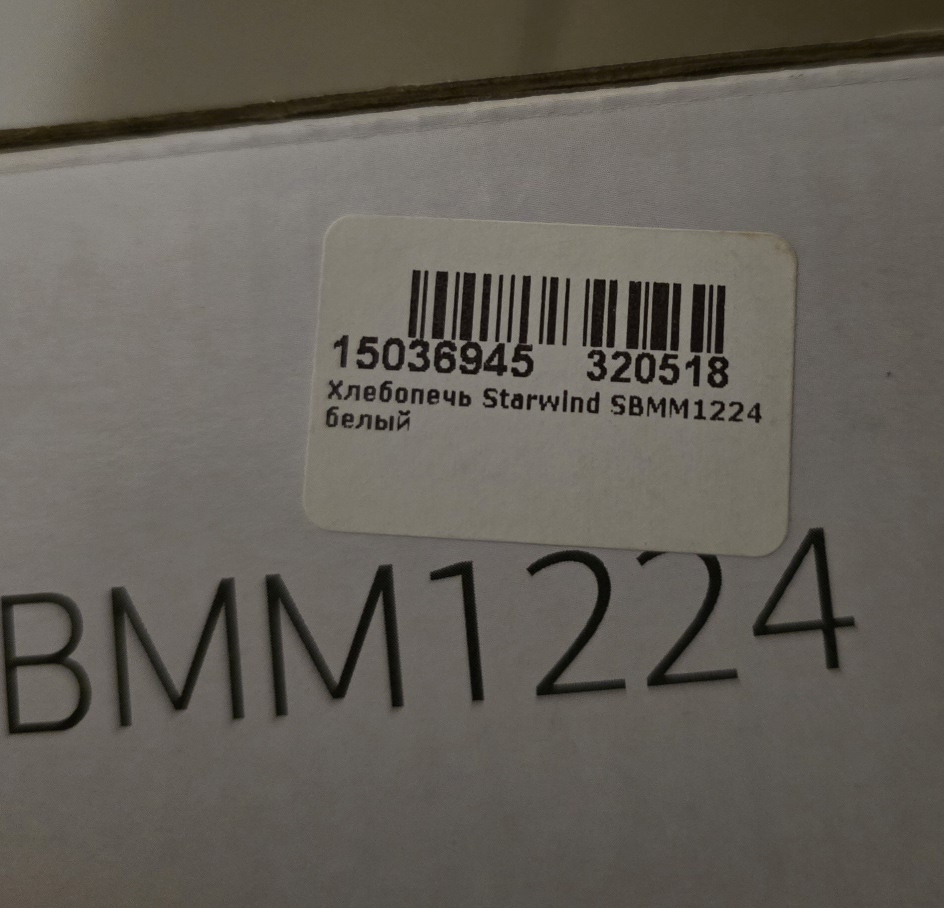 15036945 320518
Хлебопечь Starwind SBMM1224
белый
BMM1224